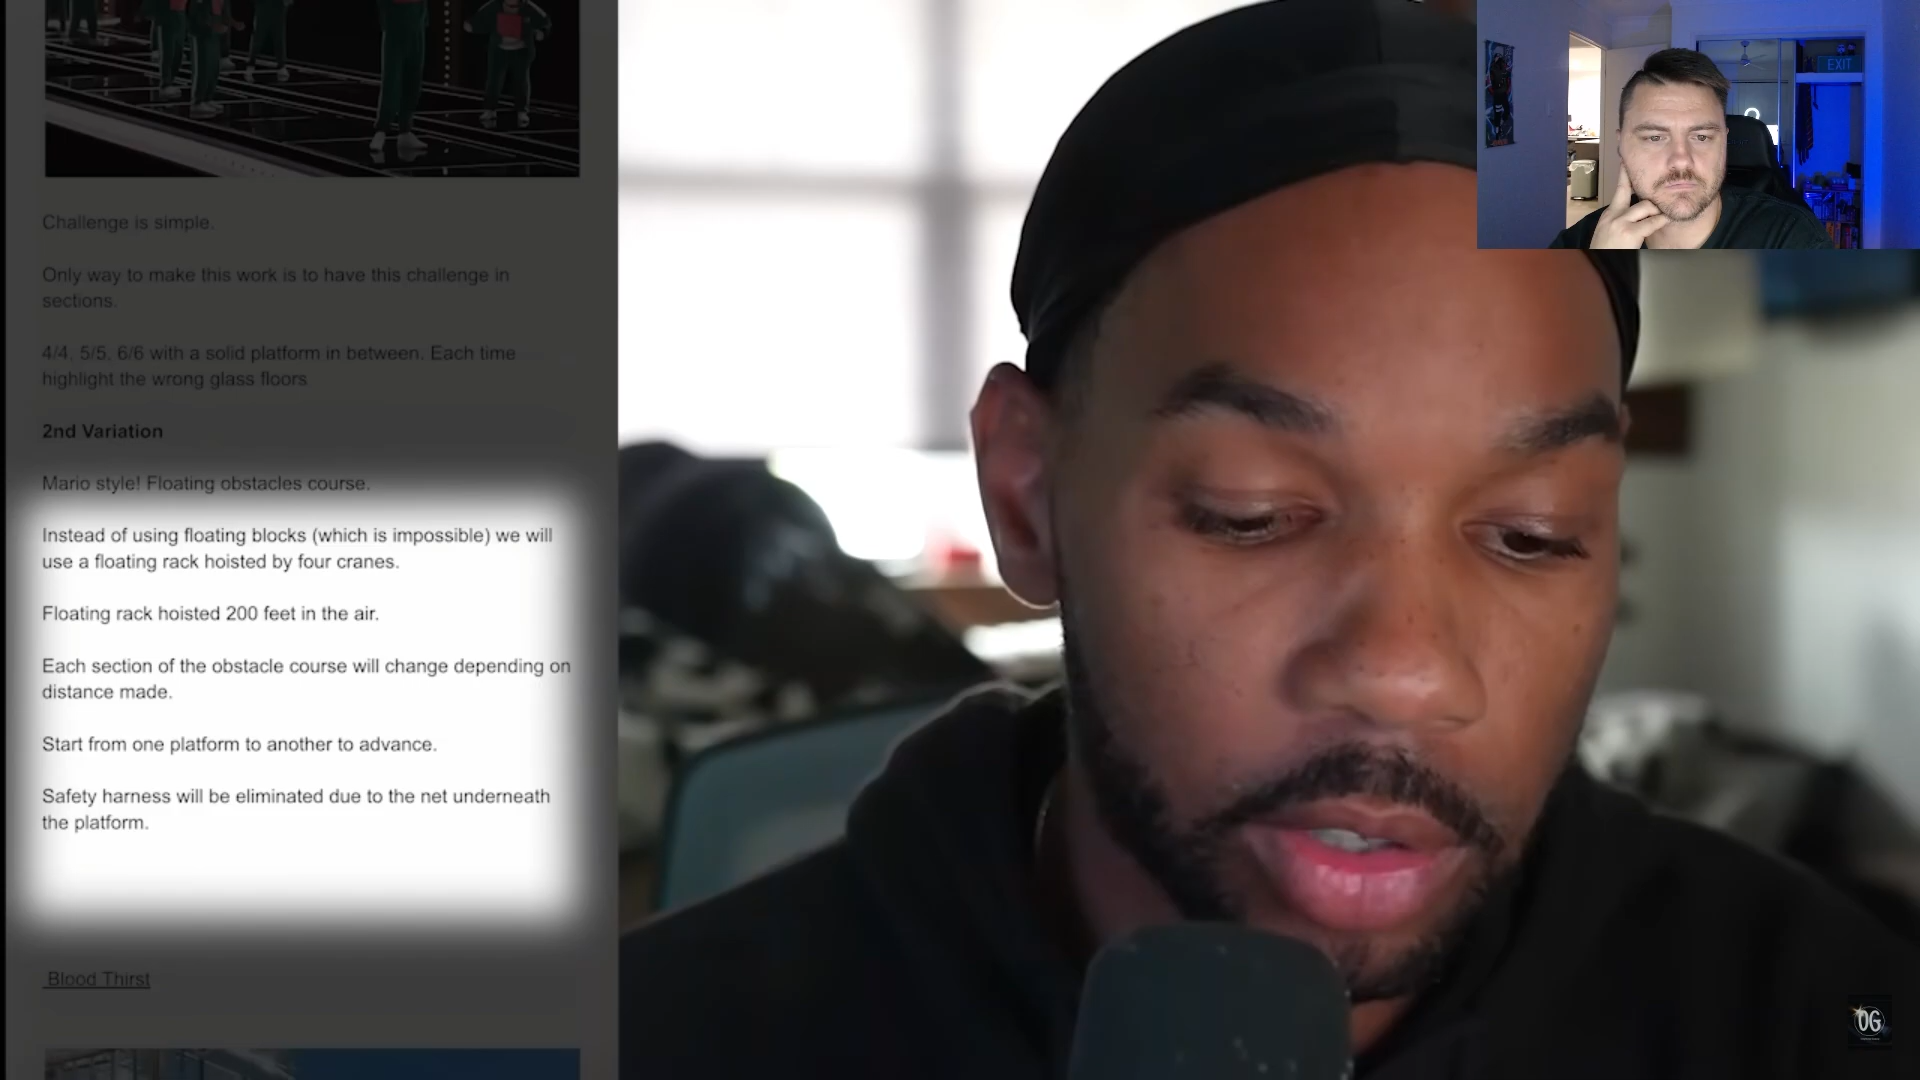 EXIT
Challenge is simple.
Only way to make this work is to have this challenge in
sections.
4/4, 5/5, 6/6 with a solid platform in between. Each time
highlight the wrong glass floors
2nd Variation
Mario style! Floating obstacles course.
Instead of using floating blocks (which is impossible) we will
use a floating rack hoisted by four cranes.
Floating rack hoisted 200 feet in the air.
Each section of the obstacle course will change depending on
distance made.
Start from one platform to another to advance.
Safety harness will be eliminated due to the net underneath
the platform.
Blood Thirst
OG